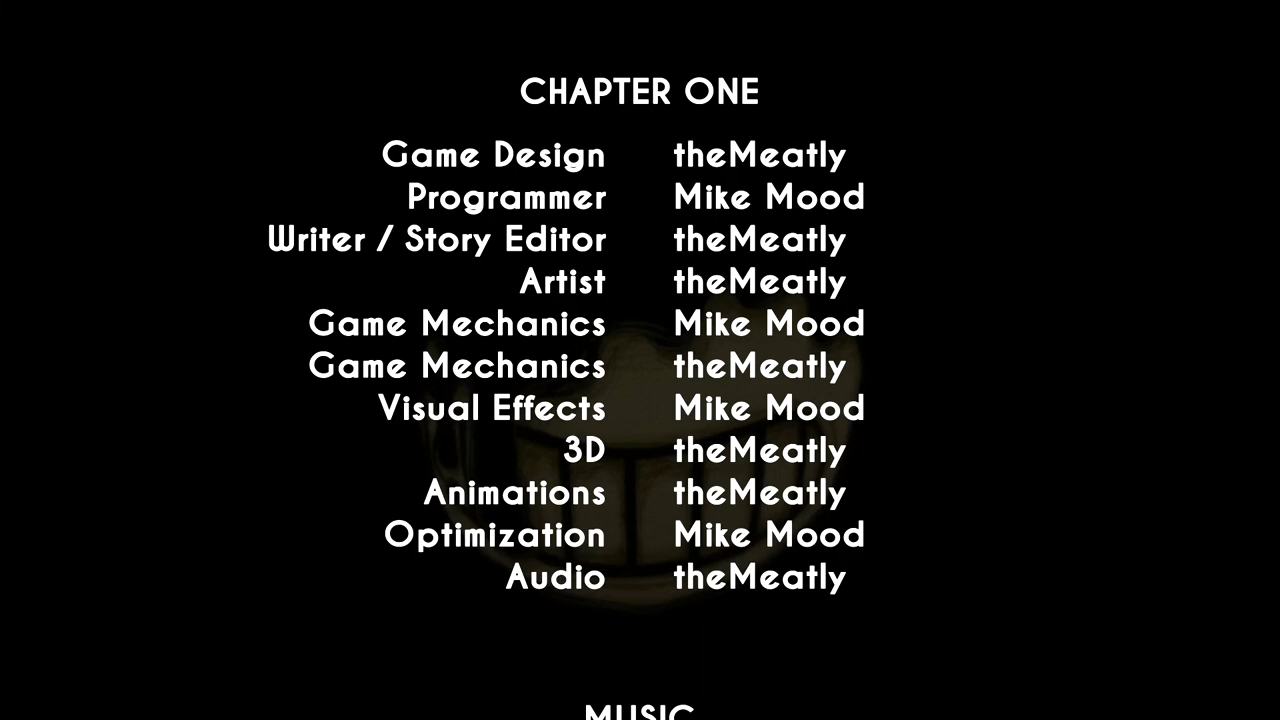 CHAPTER ONE
Game Design theMeatly
Programmer Mike Mood
Writer / Story Editor theMeatly
Artist theMeatly
Game Mechanics Mike Mood
Game Mechanics theMeatly
Visual Effects Mike Mood
3D theMeatly
Animations theMeatly
Optimization Mike Mood
Audio theMeatly
MUSIC